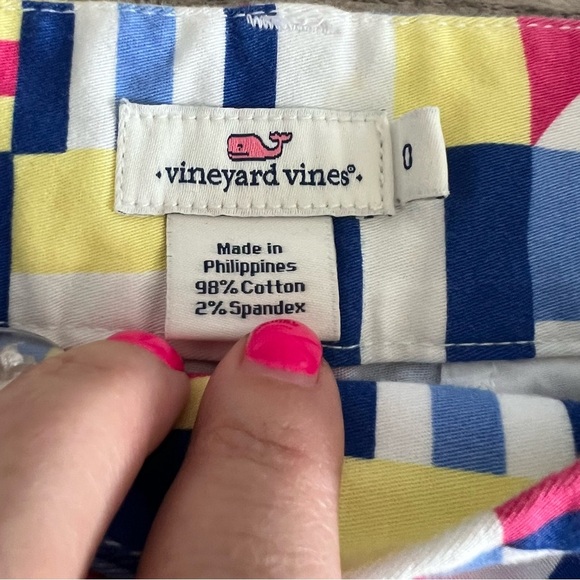 ·vineyard vines®·
0
Made in
Philippines
98% Cotton
2% Spandex